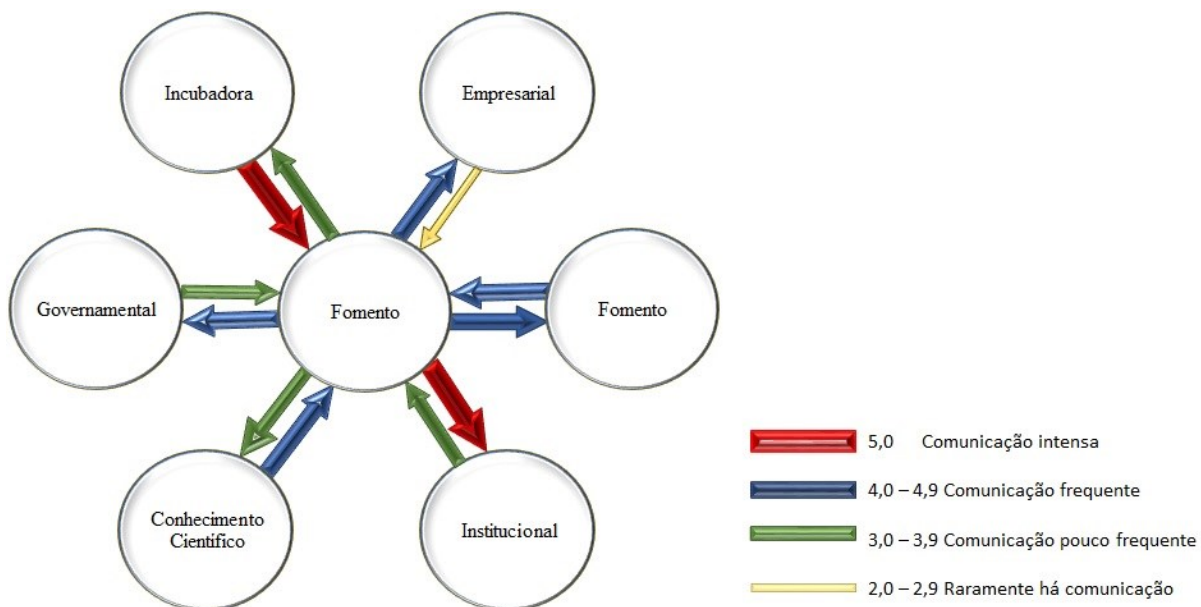 Incubadora
Empresarial
Governamental
Fomento
Fomento
Conhecimento
Científico
Institucional
5,0 Comunicação intensa
4,0 – 4,9 Comunicação frequente
3,0 – 3,9 Comunicação pouco frequente
2,0 – 2,9 Raramente há comunicação